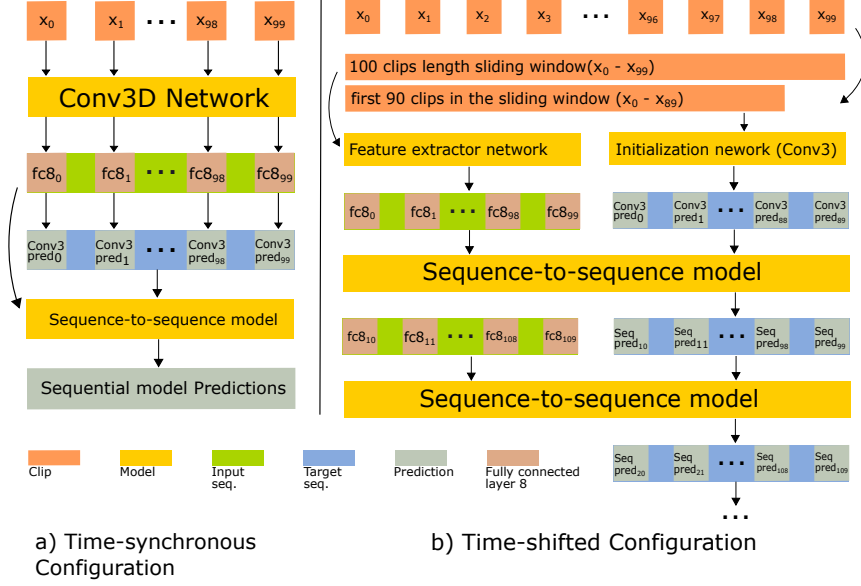 x0 x1 ... x98 x99
Conv3D Network
fc80 fc81 ... fc898 fc899
Conv3 pred0 Conv3 pred1 ... Conv3 pred98 Conv3 pred99
Sequence-to-sequence model
Sequential model Predictions
x0 x1 x2 x3 ... x96 x97 x98 x99
100 clips length sliding window(x0 - x99)
first 90 clips in the sliding window (x0 - x89)
Feature extractor network
Initialization nework (Conv3)
fc80 fc81 ... fc898 fc899
Conv3 pred0 Conv3 pred1 ... Conv3 pred88 Conv3 pred89
Sequence-to-sequence model
fc810 fc811 ... fc8108 fc8109
Seq pred10 Seq pred11 ... Seq pred98 Seq pred99
Sequence-to-sequence model
Seq pred20 Seq pred21 ... Seq pred108 Seq pred109
...
Clip
Model
Input seq.
Target seq.
Prediction
Fully connected layer 8
a) Time-synchronous
Configuration
b) Time-shifted Configuration